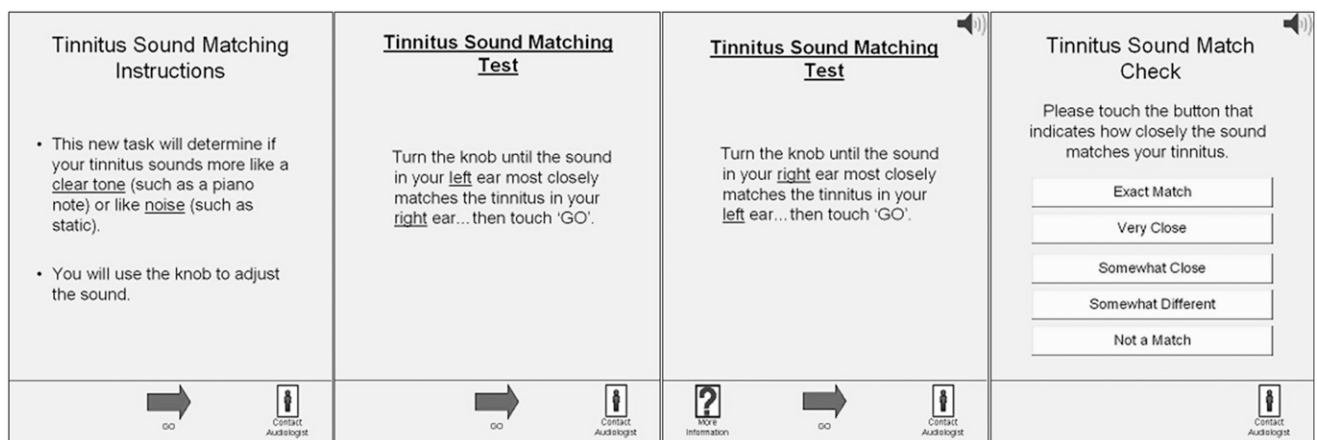 Tinnitus Sound Matching
Instructions
• This new task will determine if
your tinnitus sounds more like a
clear tone (such as a piano
note) or like noise (such as
static).
• You will use the knob to adjust
the sound.
GO
Contact
Audiologist
Tinnitus Sound Matching
Test
Turn the knob until the sound
in your left ear most closely
matches the tinnitus in your
right ear...then touch ‘GO’.
GO
Contact
Audiologist
Tinnitus Sound Matching
Test
Turn the knob until the sound
in your right ear most closely
matches the tinnitus in your
left ear...then touch ‘GO’.
?
More
Information
GO
Contact
Audiologist
Tinnitus Sound Match
Check
Please touch the button that
indicates how closely the sound
matches your tinnitus.
Exact Match
Very Close
Somewhat Close
Somewhat Different
Not a Match
Contact
Audiologist